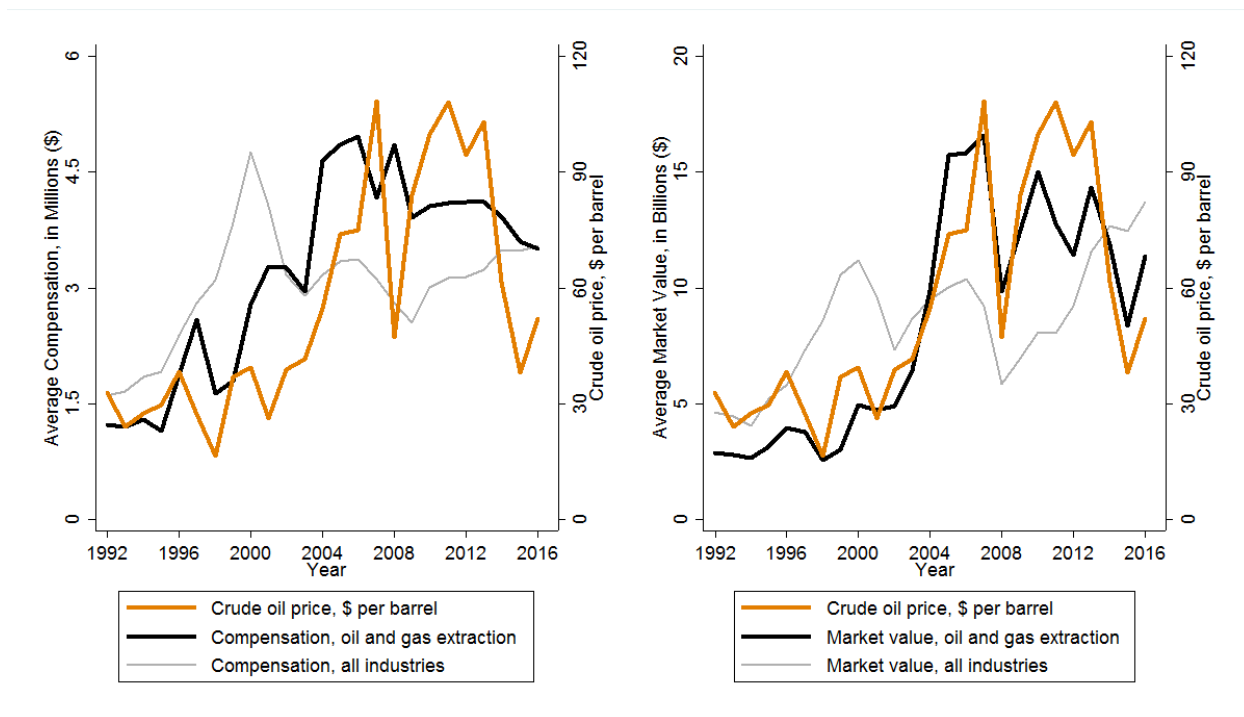 6
4.5
3
1.5
0
Average Compensation, in Millions ($)
120
90
60
30
0
Crude oil price, $ per barrel
1992 1996 2000 2004 2008 2012 2016
Year
Crude oil price, $ per barrel
Compensation, oil and gas extraction
Compensation, all industries
20
15
10
5
0
Average Market Value, in Billions ($)
120
90
60
30
0
Crude oil price, $ per barrel
1992 1996 2000 2004 2008 2012 2016
Year
Crude oil price, $ per barrel
Market value, oil and gas extraction
Market value, all industries